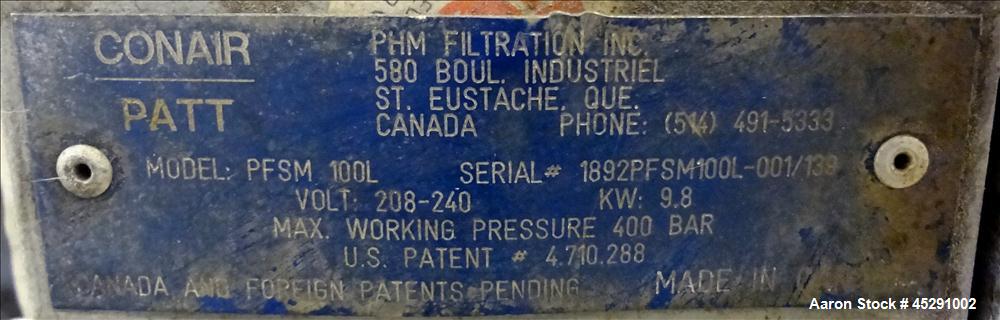 CONAIR
PATT
PHM FILTRATION INC.
580 BOUL. INDUSTRIEL
ST. EUSTACHE, QUE.
CANADA PHONE: (514) 491-5333
MODEL: PFSM 100L SERIAL# 1892PFSM100L-001/139
VOLT: 208-240 KW: 9.8
MAX. WORKING PRESSURE 400 BAR
U.S. PATENT # 4.710.288
CANADA AND FOREIGN PATENTS PENDING MADE IN
Aaron Stock # 45291002